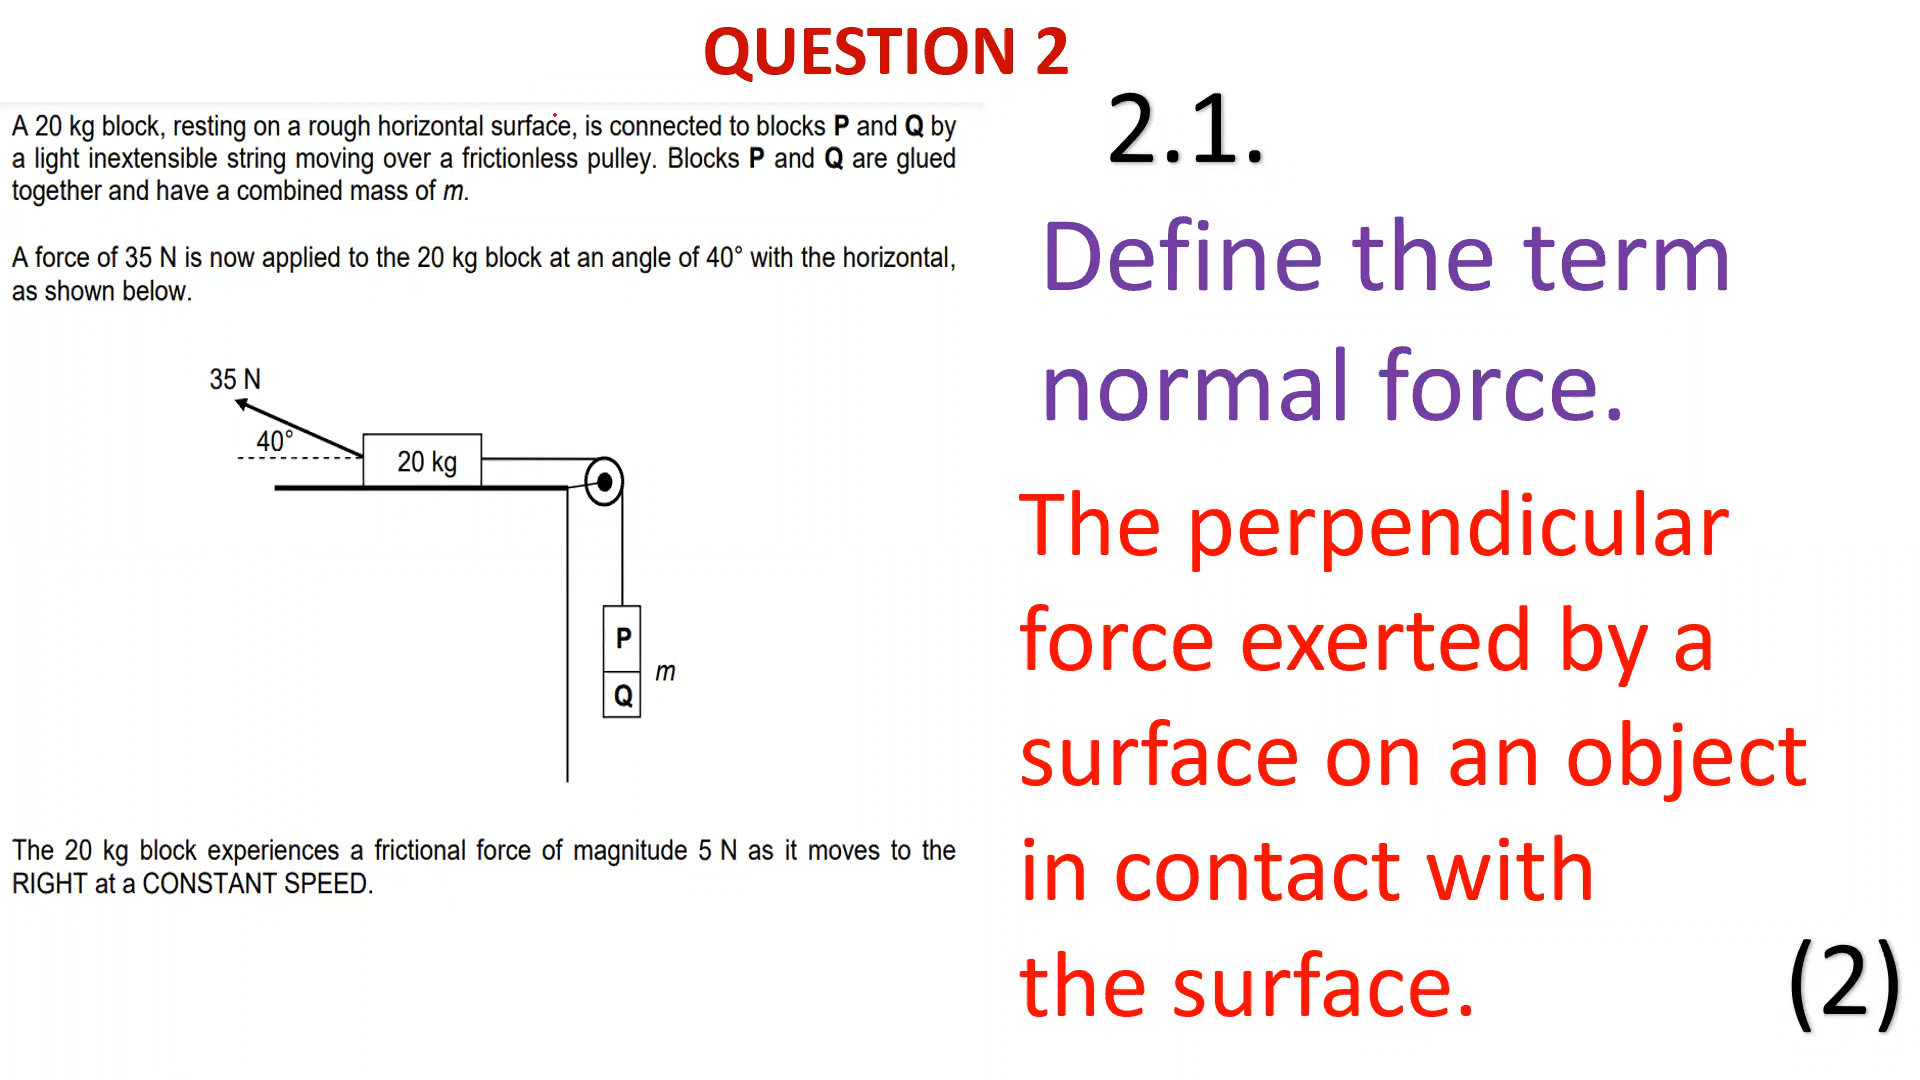 QUESTION 2
A 20 kg block, resting on a rough horizontal surface, is connected to blocks P and Q by
a light inextensible string moving over a frictionless pulley. Blocks P and Q are glued
together and have a combined mass of m.
A force of 35 N is now applied to the 20 kg block at an angle of 40° with the horizontal,
as shown below.
35 N
40°
20 kg
P
m
Q
The 20 kg block experiences a frictional force of magnitude 5 N as it moves to the
RIGHT at a CONSTANT SPEED.
2.1.
Define the term
normal force.
The perpendicular
force exerted by a
surface on an object
in contact with
the surface.
(2)